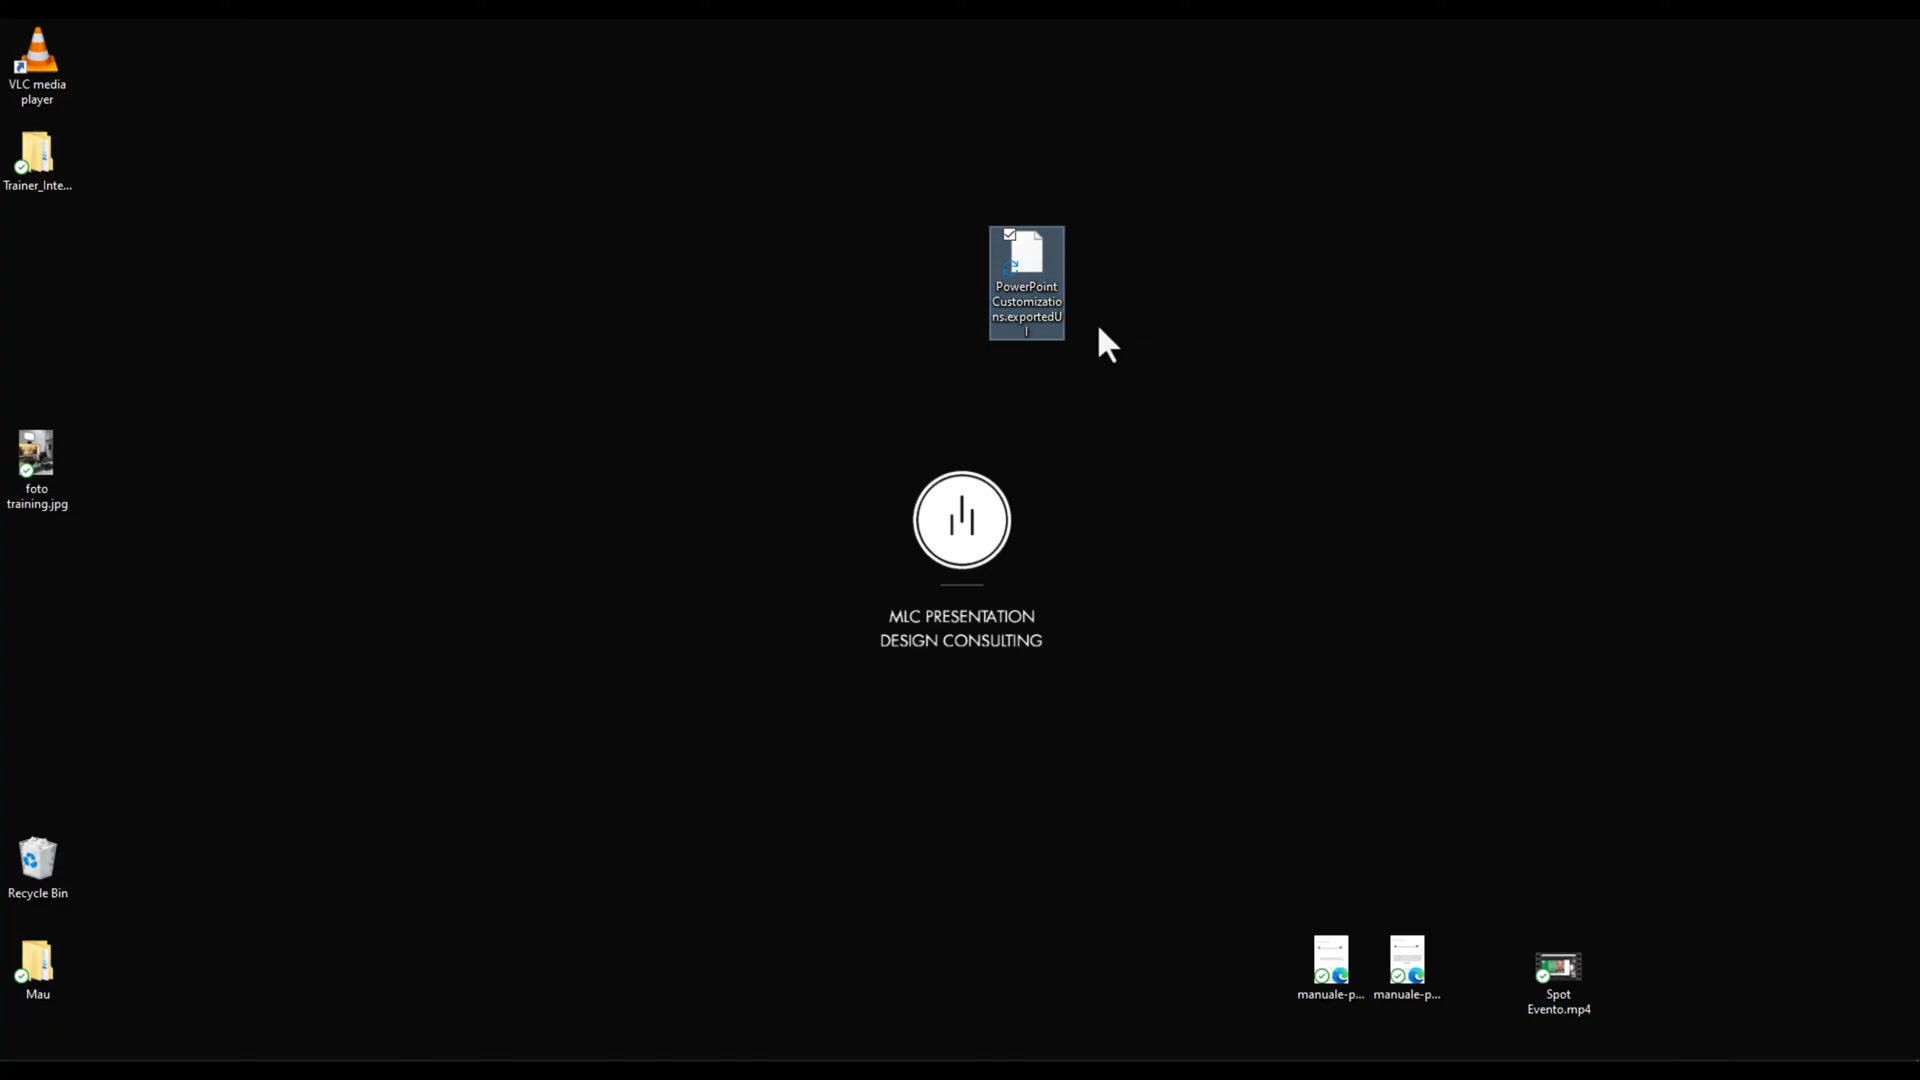 VLC media
player
Trainer_Inte...
PowerPoint
Customizatio
ns.exportedU
I
foto
training.jpg
MLC PRESENTATION
DESIGN CONSULTING
Recycle Bin
Mau
manuale-p...
manuale-p...
Spot
Evento.mp4